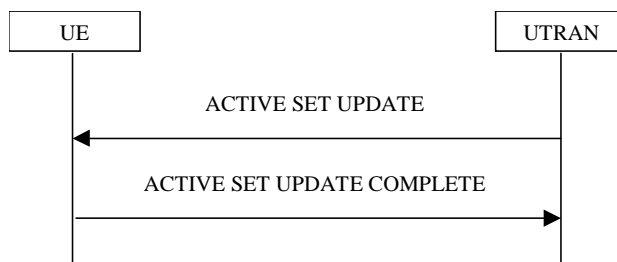 UE
UTRAN
ACTIVE SET UPDATE
ACTIVE SET UPDATE COMPLETE